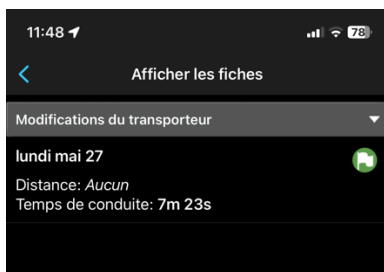 11:48 78
Afficher les fiches
Modifications du transporteur
lundi mai 27
Distance: Aucun
Temps de conduite: 7m 23s